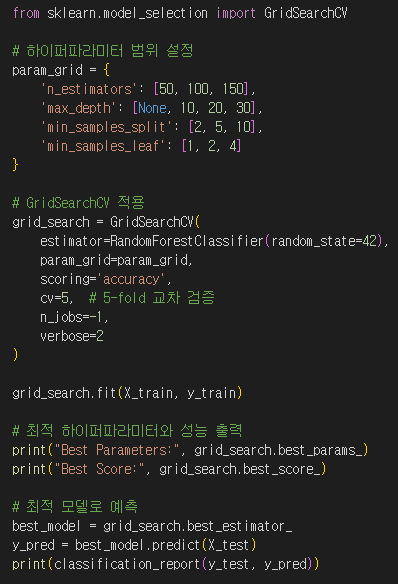 from sklearn.model_selection import GridSearchCV
# 하이퍼파라미터 범위 설정
param_grid = {
    'n_estimators': [50, 100, 150],
    'max_depth': [None, 10, 20, 30],
    'min_samples_split': [2, 5, 10],
    'min_samples_leaf': [1, 2, 4]
}
# GridSearchCV 적용
grid_search = GridSearchCV(
    estimator=RandomForestClassifier(random_state=42),
    param_grid=param_grid,
    scoring='accuracy',
    cv=5,  # 5-fold 교차 검증
    n_jobs=-1,
    verbose=2
)
grid_search.fit(X_train, y_train)
# 최적 하이퍼파라미터와 성능 출력
print("Best Parameters:", grid_search.best_params_)
print("Best Score:", grid_search.best_score_)
# 최적 모델로 예측
best_model = grid_search.best_estimator_
y_pred = best_model.predict(X_test)
print(classification_report(y_test, y_pred))